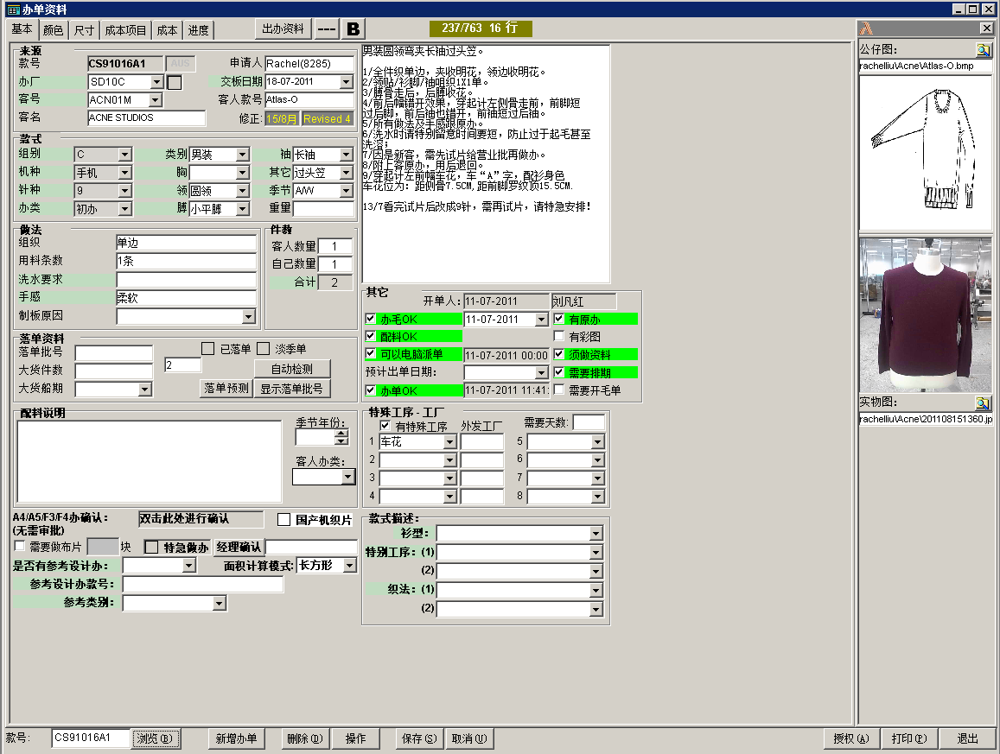 办单资料
基本 颜色 尺寸 成本项目 成本 进度 出办资料 --- B 237/763 16 行
来源
款号 CS91016A1 AUS 申请人 Rachel(8285)
办厂 SD10C 交板日期 18-07-2011
客号 ACN01M 客人款号 Atlas-O
客名 ACNE STUDIOS 修正: 15/8月 Revised 4
款式
组别 C 类别 男装 袖 长袖
机种 手机 胸 其它 过头笠
针种 9 领 圆领 季节 A/W
办类 初办 膊 小平膊 重量
做法
组织 单边
用料条数 1条
洗水要求
手感 柔软
制板原因
件数
客人数量 1
自己数量 1
合计 2
落单资料
落单批号 已落单 淡季单
大货件数 2 自动检测
大货船期 落单预测 显示落单批号
配料说明
季节年份:
客人办类:
A4/A5/F3/F4办确认: 双击此处进行确认 国产机织片
(无需审批)
需要做布片 块 特急做办 经理确认
是否有参考设计办: 面积计算模式: 长方形
参考设计办款号:
参考类别:
男装圆领弯夹长袖过头笠。
1/全件织单边，夹收明花，领边收明花。
2/领贴/衫脚/袖咀织1X1单。
3/膊骨走后，后膊收花。
4/前后幅错开效果，穿起计左侧骨走前，前脚短
过后脚，前后袖也错开，前袖短过后袖。
5/所有做法及手感跟原办。
6/洗水时请特别留意时间要短，防止过于起毛甚至
洗溶；
7/因是新客，需先试片给营业批再做办。
8/附上客原办，用后退回。
9/穿起计左前幅车花，车“A”字，配衫身色
车花位为：距侧骨7.5CM,距前脚罗纹顶15.5CM.
13/7看完试片后改成9针，需再试片，请特急安排！
其它
开单人: 11-07-2011 刘凡红
办毛OK 11-07-2011 有原办
配料OK 有彩图
可以电脑派单 11-07-2011 00:00 须做资料
预计出单日期: 需要排期
办单OK 11-07-2011 11:41: 需要开毛单
特殊工序 - 工厂
有特殊工序 外发工厂 需要天数:
1 车花 5
2 6
3 7
4 8
款式描述:
衫型:
特别工序: (1)
(2)
织法: (1)
(2)
公仔图:
rachelliu\Acne\Atlas-O.bmp
实物图:
rachelliu\Acne\201108151360.jp
款号: CS91016A1 浏览(B) 新增办单 删除(D) 操作 保存(S) 取消(U) 授权(A) 打印(P) 退出